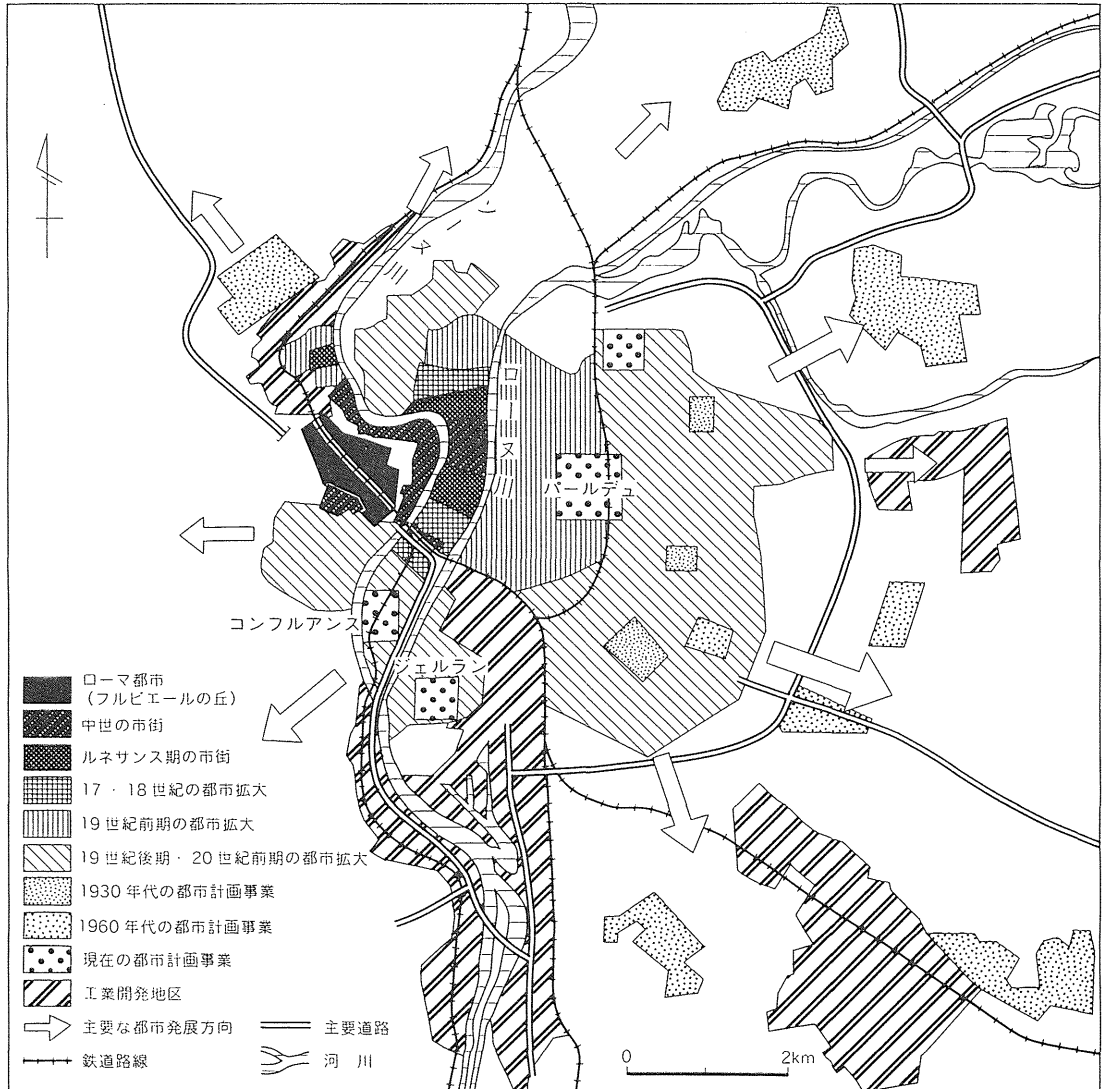 ソーヌ川
ローヌ川
パールデュ
コンフルアンス
ジェルラン
ローマ都市
(フルビエールの丘)
中世の市街
ルネサンス期の市街
17・18世紀の都市拡大
19世紀前期の都市拡大
19世紀後期・20世紀前期の都市拡大
1930年代の都市計画事業
1960年代の都市計画事業
現在の都市計画事業
工業開発地区
主要な都市発展方向
主要道路
鉄道路線
河川
0 2km